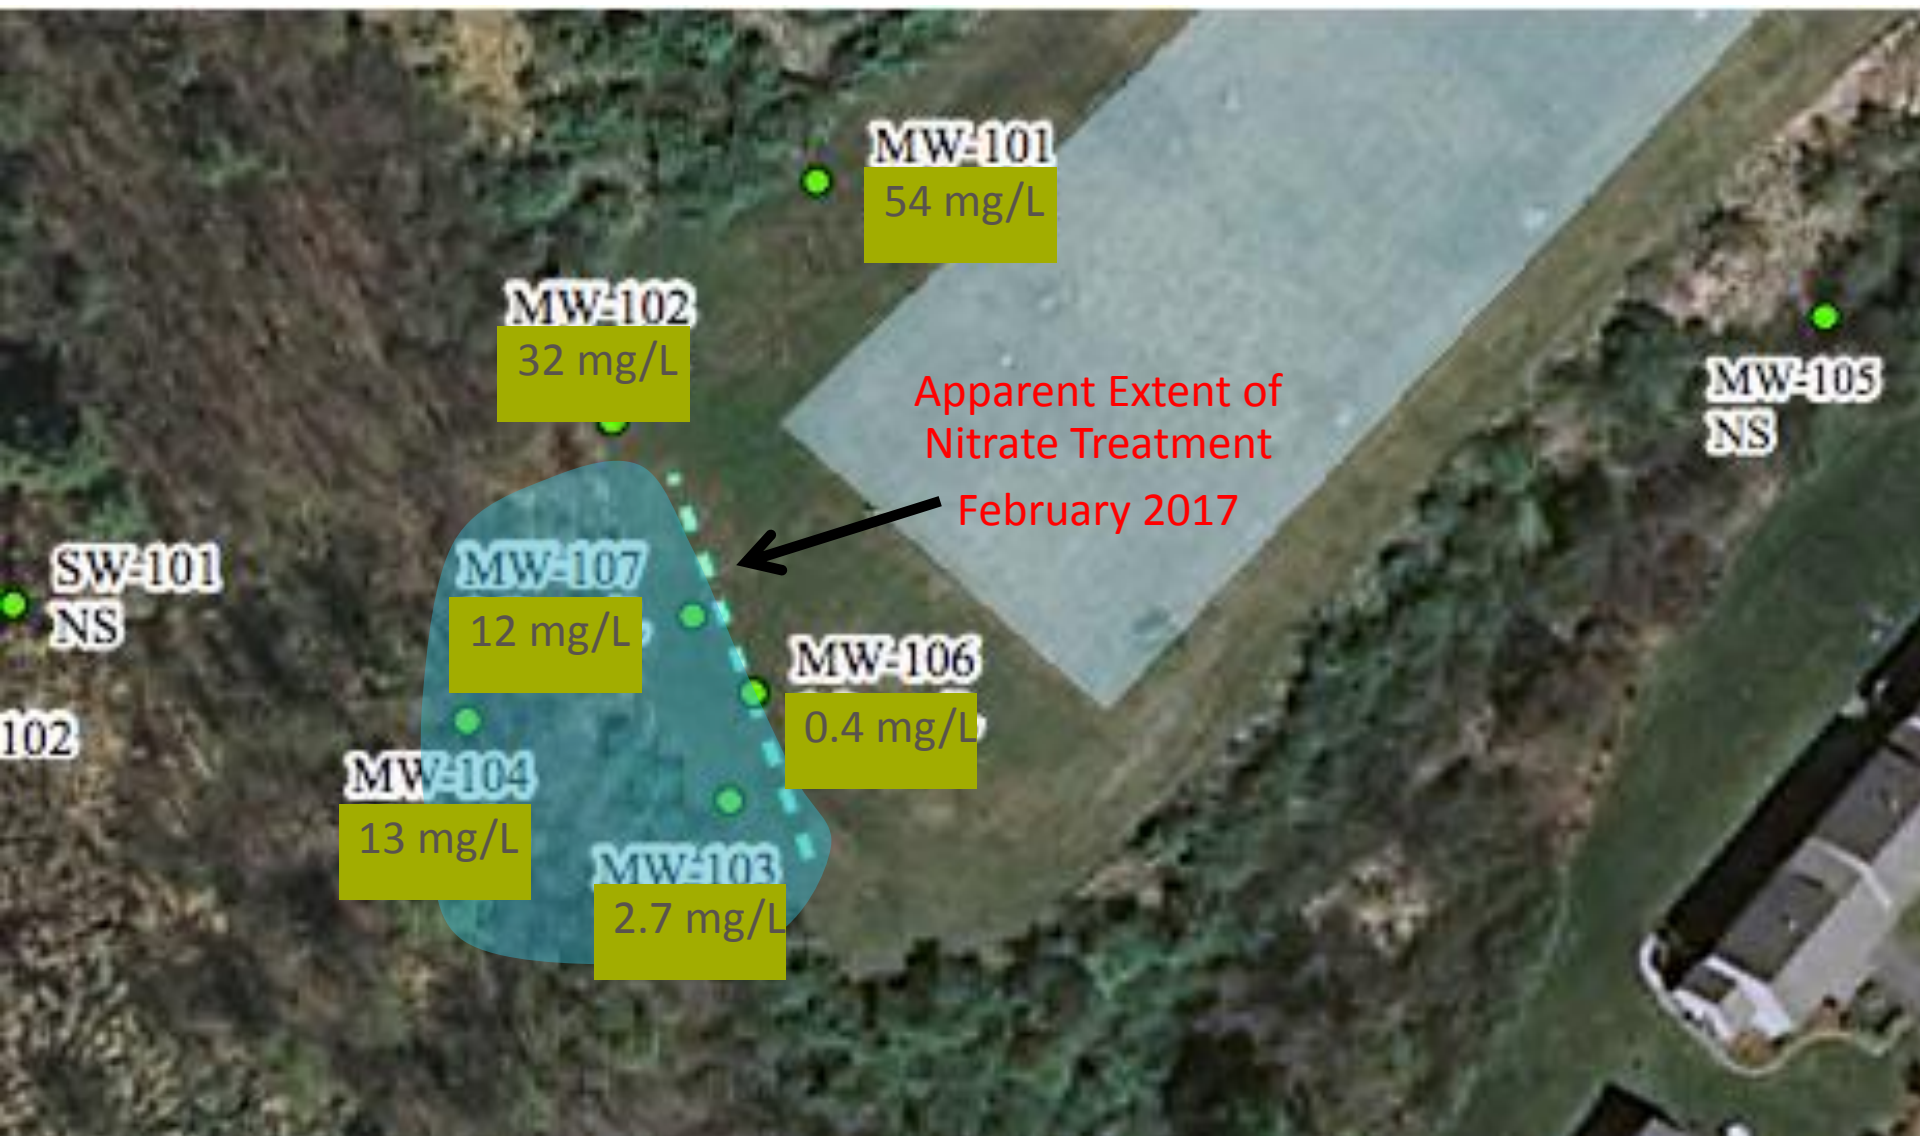 MW-101
54 mg/L
MW-102
32 mg/L
Apparent Extent of
Nitrate Treatment
February 2017
MW-105
NS
SW-101
NS
MW-107
12 mg/L
MW-106
0.4 mg/L
102
MW-104
13 mg/L
MW-103
2.7 mg/L